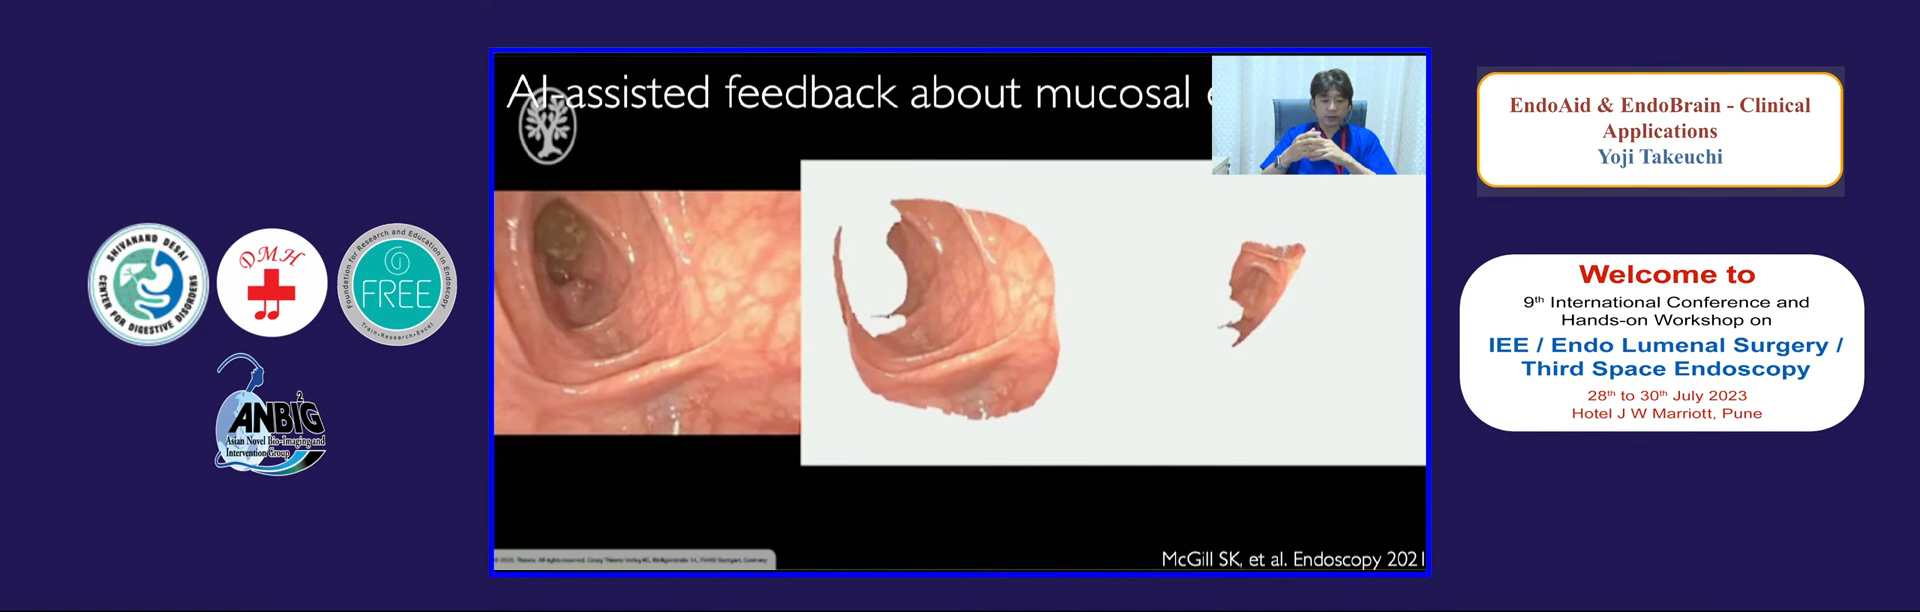 AI-assisted feedback about mucosal e
McGill SK, et al. Endoscopy 2021
EndoAid & EndoBrain - Clinical
Applications
Yoji Takeuchi
Welcome to
9th International Conference and
Hands-on Workshop on
IEE / Endo Lumenal Surgery /
Third Space Endoscopy
28th to 30th July 2023
Hotel J W Marriott, Pune
SHIVANAND DESAI
CENTER FOR DIGESTIVE DISORDERS
DMH
Foundation for Research and Education in Endoscopy
FREE
Train•Research•Excel
ANBI2G
Asian Novel Bio-Imaging and
Intervention Group